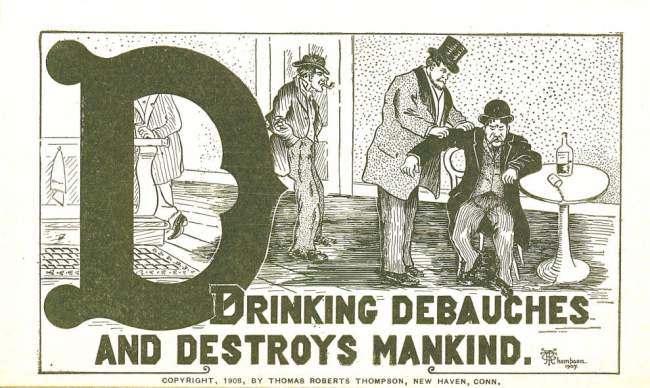 D
DRINKING DEBAUCHES
AND DESTROYS MANKIND.
Thompson.
1907.
COPYRIGHT, 1908, BY THOMAS ROBERTS THOMPSON, NEW HAVEN, CONN.